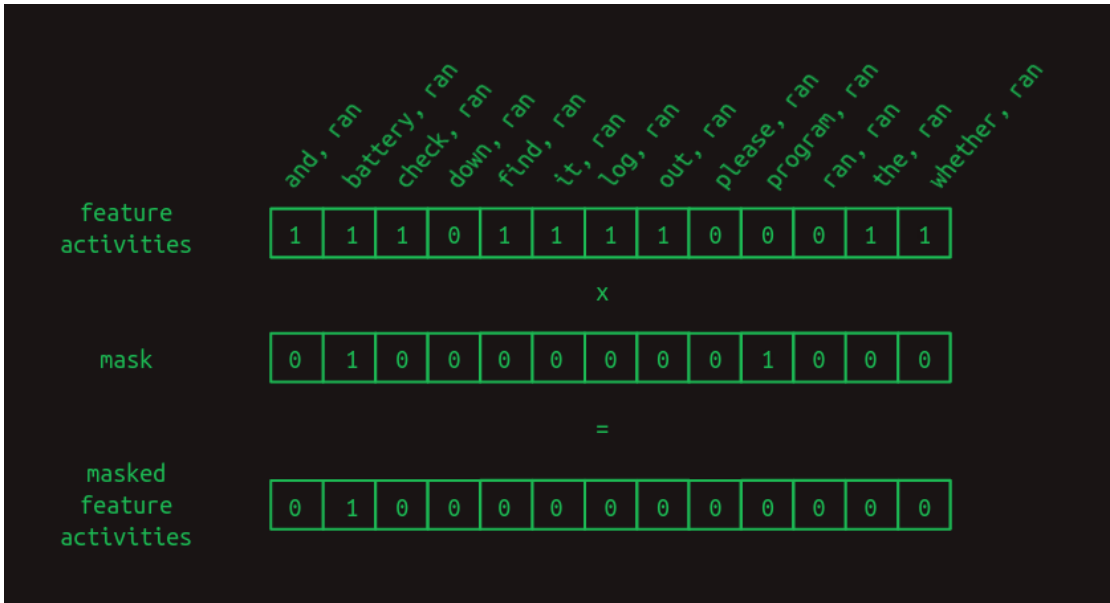 and, ran
battery, ran
check, ran
down, ran
find, ran
it, ran
log, ran
out, ran
please, ran
program, ran
ran, ran
the, ran
whether, ran
feature
activities
1 1 1 0 1 1 1 1 0 0 0 1 1
x
mask
0 1 0 0 0 0 0 0 0 1 0 0 0
=
masked
feature
activities
0 1 0 0 0 0 0 0 0 0 0 0 0